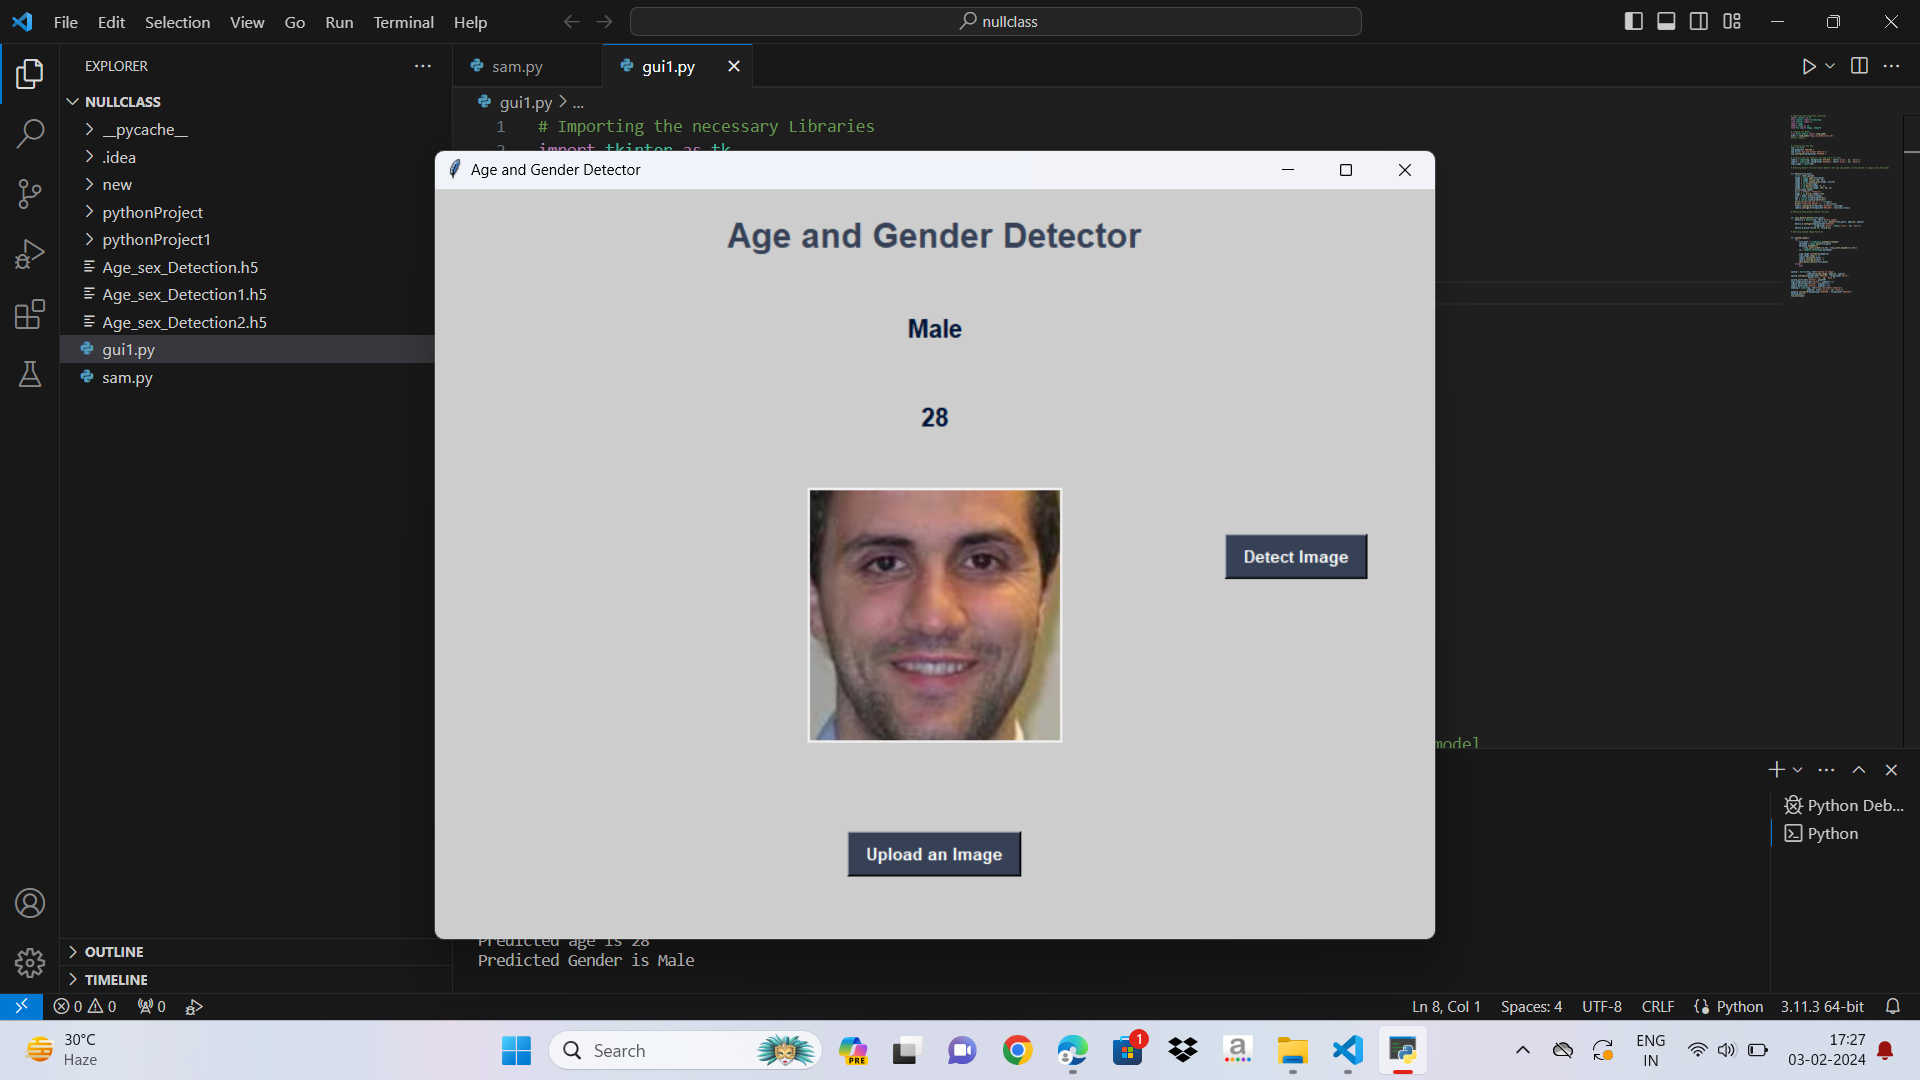 File Edit Selection View Go Run Terminal Help
nullclass
EXPLORER
NULLCLASS
__pycache__
.idea
new
pythonProject
pythonProject1
Age_sex_Detection.h5
Age_sex_Detection1.h5
Age_sex_Detection2.h5
gui1.py
sam.py
OUTLINE
TIMELINE
sam.py gui1.py
gui1.py > ...
1 # Importing the necessary Libraries
2 import tkinter as tk
Age and Gender Detector
Age and Gender Detector
Male
28
Detect Image
Upload an Image
model
Python Deb...
Python
Predicted age is 28
Predicted Gender is Male
0 0 0
Ln 8, Col 1 Spaces: 4 UTF-8 CRLF Python 3.11.3 64-bit
30°C
Haze
Search
PRE
1
a
ENG
IN
17:27
03-02-2024